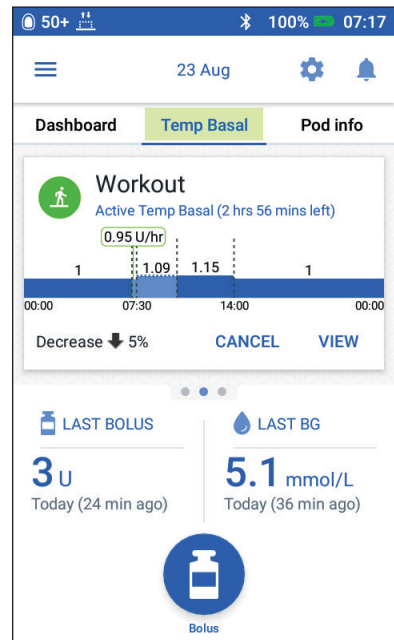 50+ 100% 07:17
23 Aug
Dashboard Temp Basal Pod info
Workout
Active Temp Basal (2 hrs 56 mins left)
0.95 U/hr
1 1.09 1.15 1
00:00 07:30 14:00 00:00
Decrease 5% CANCEL VIEW
LAST BOLUS LAST BG
3 U 5.1 mmol/L
Today (24 min ago) Today (36 min ago)
Bolus